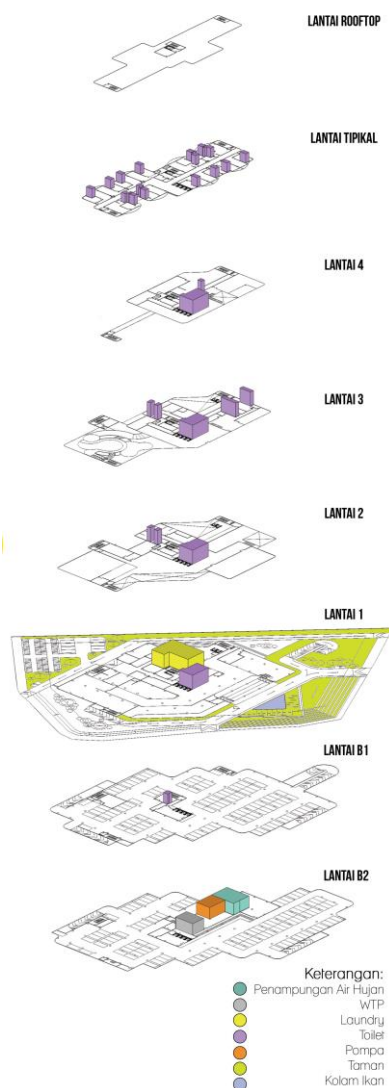 LANTAI ROOFTOP
LANTAI TIPIKAL
LANTAI 4
LANTAI 3
LANTAI 2
LANTAI 1
LANTAI B1
LANTAI B2
Keterangan:
Penampungan Air Hujan
WTP
Laundry
Toilet
Pompa
Taman
Kolam Ikan